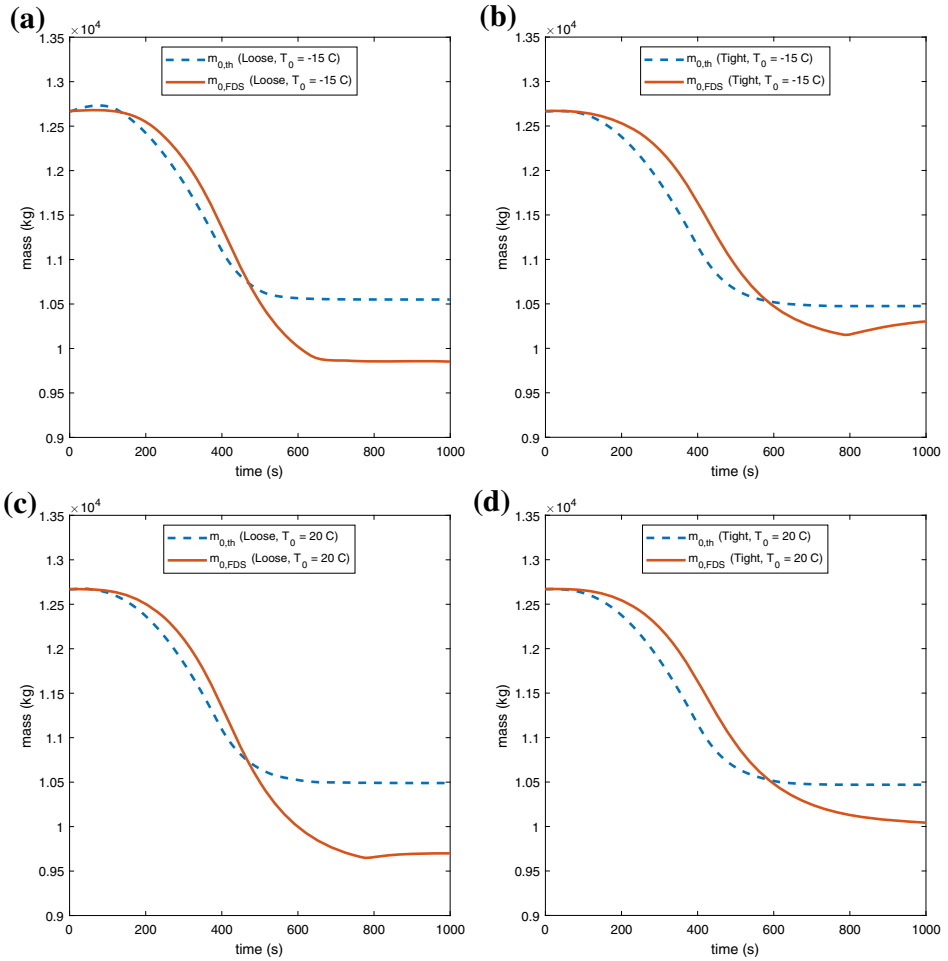 (a)
×10⁴
1.35
1.3
1.25
1.2
1.15
1.1
1.05
1
0.95
0.9
mass (kg)
m0,th (Loose, T0 = -15 C)
m0,FDS (Loose, T0 = -15 C)
0 200 400 600 800 1000
time (s)
(b)
×10⁴
1.35
1.3
1.25
1.2
1.15
1.1
1.05
1
0.95
0.9
mass (kg)
m0,th (Tight, T0 = -15 C)
m0,FDS (Tight, T0 = -15 C)
0 200 400 600 800 1000
time (s)
(c)
×10⁴
1.35
1.3
1.25
1.2
1.15
1.1
1.05
1
0.95
0.9
mass (kg)
m0,th (Loose, T0 = 20 C)
m0,FDS (Loose, T0 = 20 C)
0 200 400 600 800 1000
time (s)
(d)
×10⁴
1.35
1.3
1.25
1.2
1.15
1.1
1.05
1
0.95
0.9
mass (kg)
m0,th (Tight, T0 = 20 C)
m0,FDS (Tight, T0 = 20 C)
0 200 400 600 800 1000
time (s)